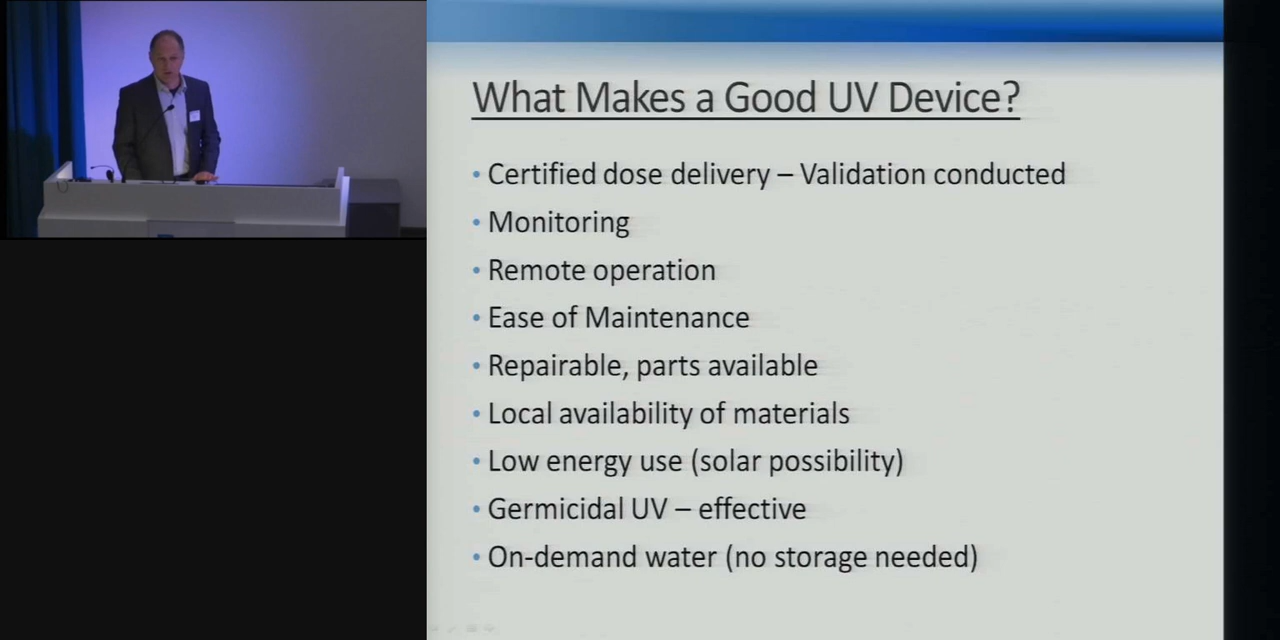 What Makes a Good UV Device?
• Certified dose delivery – Validation conducted
• Monitoring
• Remote operation
• Ease of Maintenance
• Repairable, parts available
• Local availability of materials
• Low energy use (solar possibility)
• Germicidal UV – effective
• On-demand water (no storage needed)